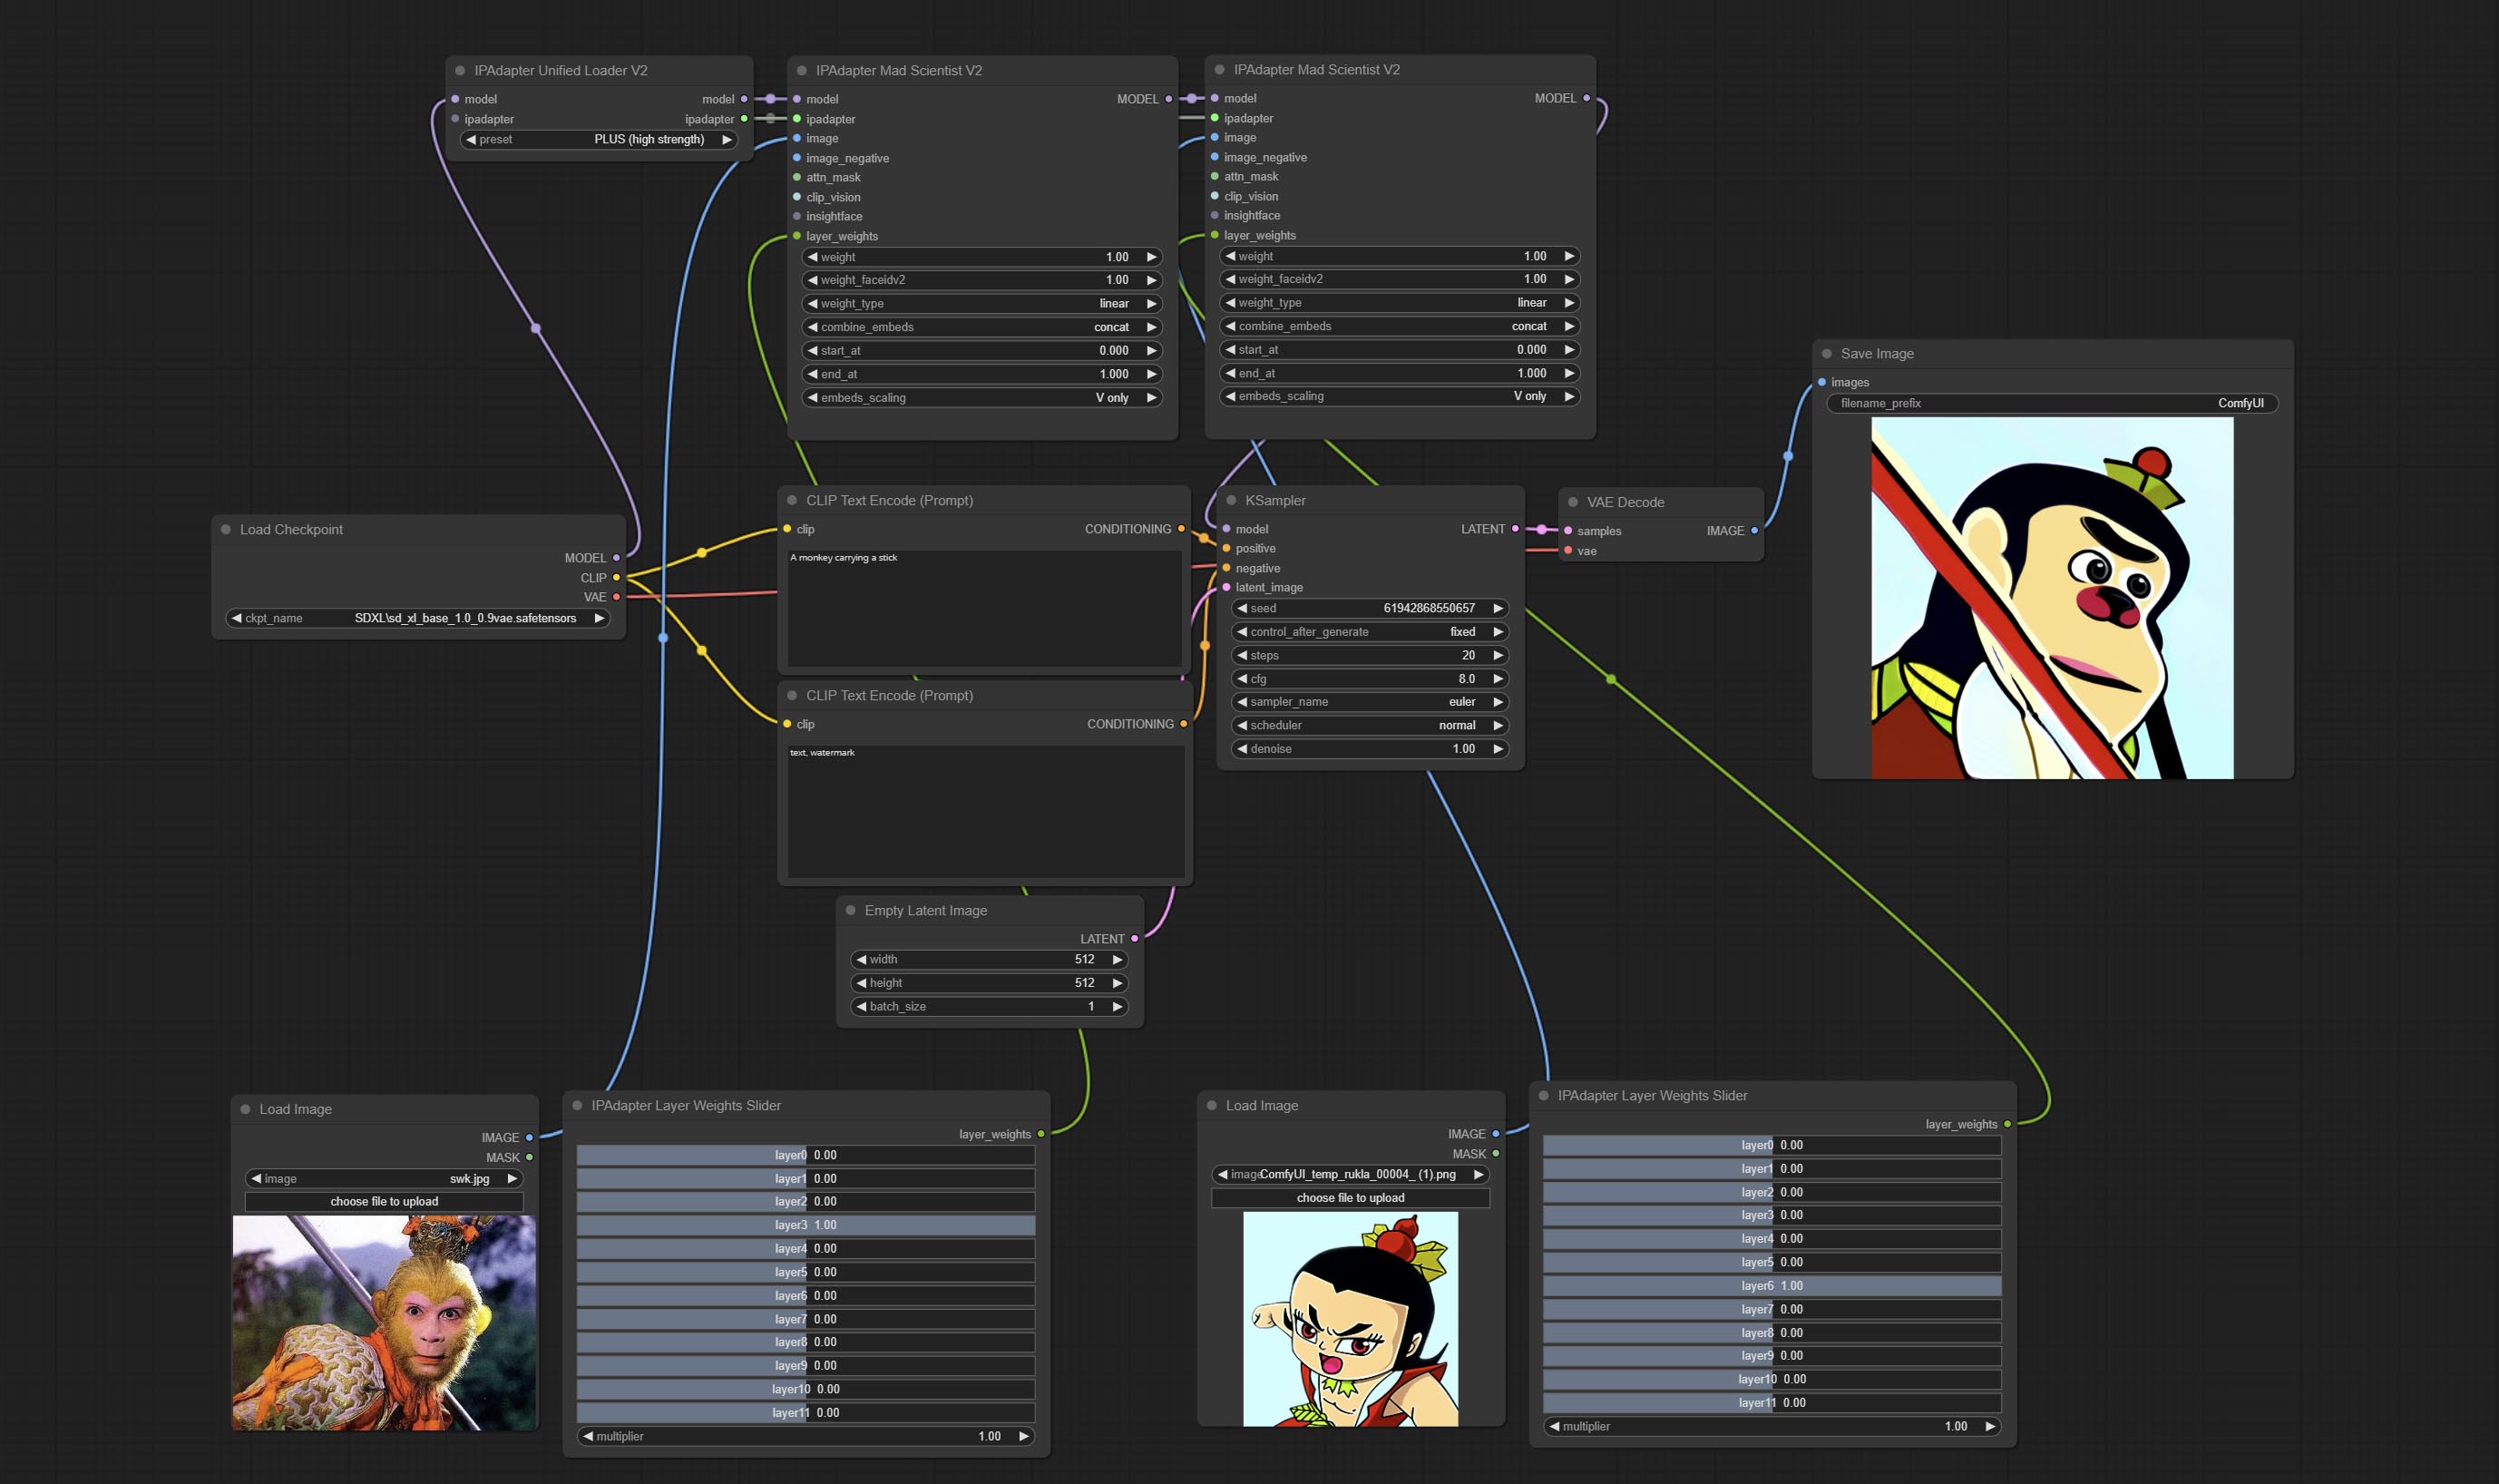 IPAdapter Unified Loader V2
model model
ipadapter ipadapter
preset PLUS (high strength)
IPAdapter Mad Scientist V2
model MODEL
ipadapter
image
image_negative
attn_mask
clip_vision
insightface
layer_weights
weight 1.00
weight_faceidv2 1.00
weight_type linear
combine_embeds concat
start_at 0.000
end_at 1.000
embeds_scaling V only
IPAdapter Mad Scientist V2
model MODEL
ipadapter
image
image_negative
attn_mask
clip_vision
insightface
layer_weights
weight 1.00
weight_faceidv2 1.00
weight_type linear
combine_embeds concat
start_at 0.000
end_at 1.000
embeds_scaling V only
Save Image
images
filename_prefix ComfyUI
Load Checkpoint
MODEL
CLIP
VAE
ckpt_name SDXL\sd_xl_base_1.0_0.9vae.safetensors
CLIP Text Encode (Prompt)
clip CONDITIONING
A monkey carrying a stick
CLIP Text Encode (Prompt)
clip CONDITIONING
text, watermark
KSampler
model LATENT
positive
negative
latent_image
seed 61942868550657
control_after_generate fixed
steps 20
cfg 8.0
sampler_name euler
scheduler normal
denoise 1.00
VAE Decode
samples IMAGE
vae
Empty Latent Image
LATENT
width 512
height 512
batch_size 1
Load Image
IMAGE
MASK
image swk.jpg
choose file to upload
IPAdapter Layer Weights Slider
layer_weights
layer0 0.00
layer1 0.00
layer2 0.00
layer3 1.00
layer4 0.00
layer5 0.00
layer6 0.00
layer7 0.00
layer8 0.00
layer9 0.00
layer10 0.00
layer11 0.00
multiplier 1.00
Load Image
IMAGE
MASK
image ComfyUI_temp_rukla_00004_ (1).png
choose file to upload
IPAdapter Layer Weights Slider
layer_weights
layer0 0.00
layer1 0.00
layer2 0.00
layer3 0.00
layer4 0.00
layer5 0.00
layer6 1.00
layer7 0.00
layer8 0.00
layer9 0.00
layer10 0.00
layer11 0.00
multiplier 1.00